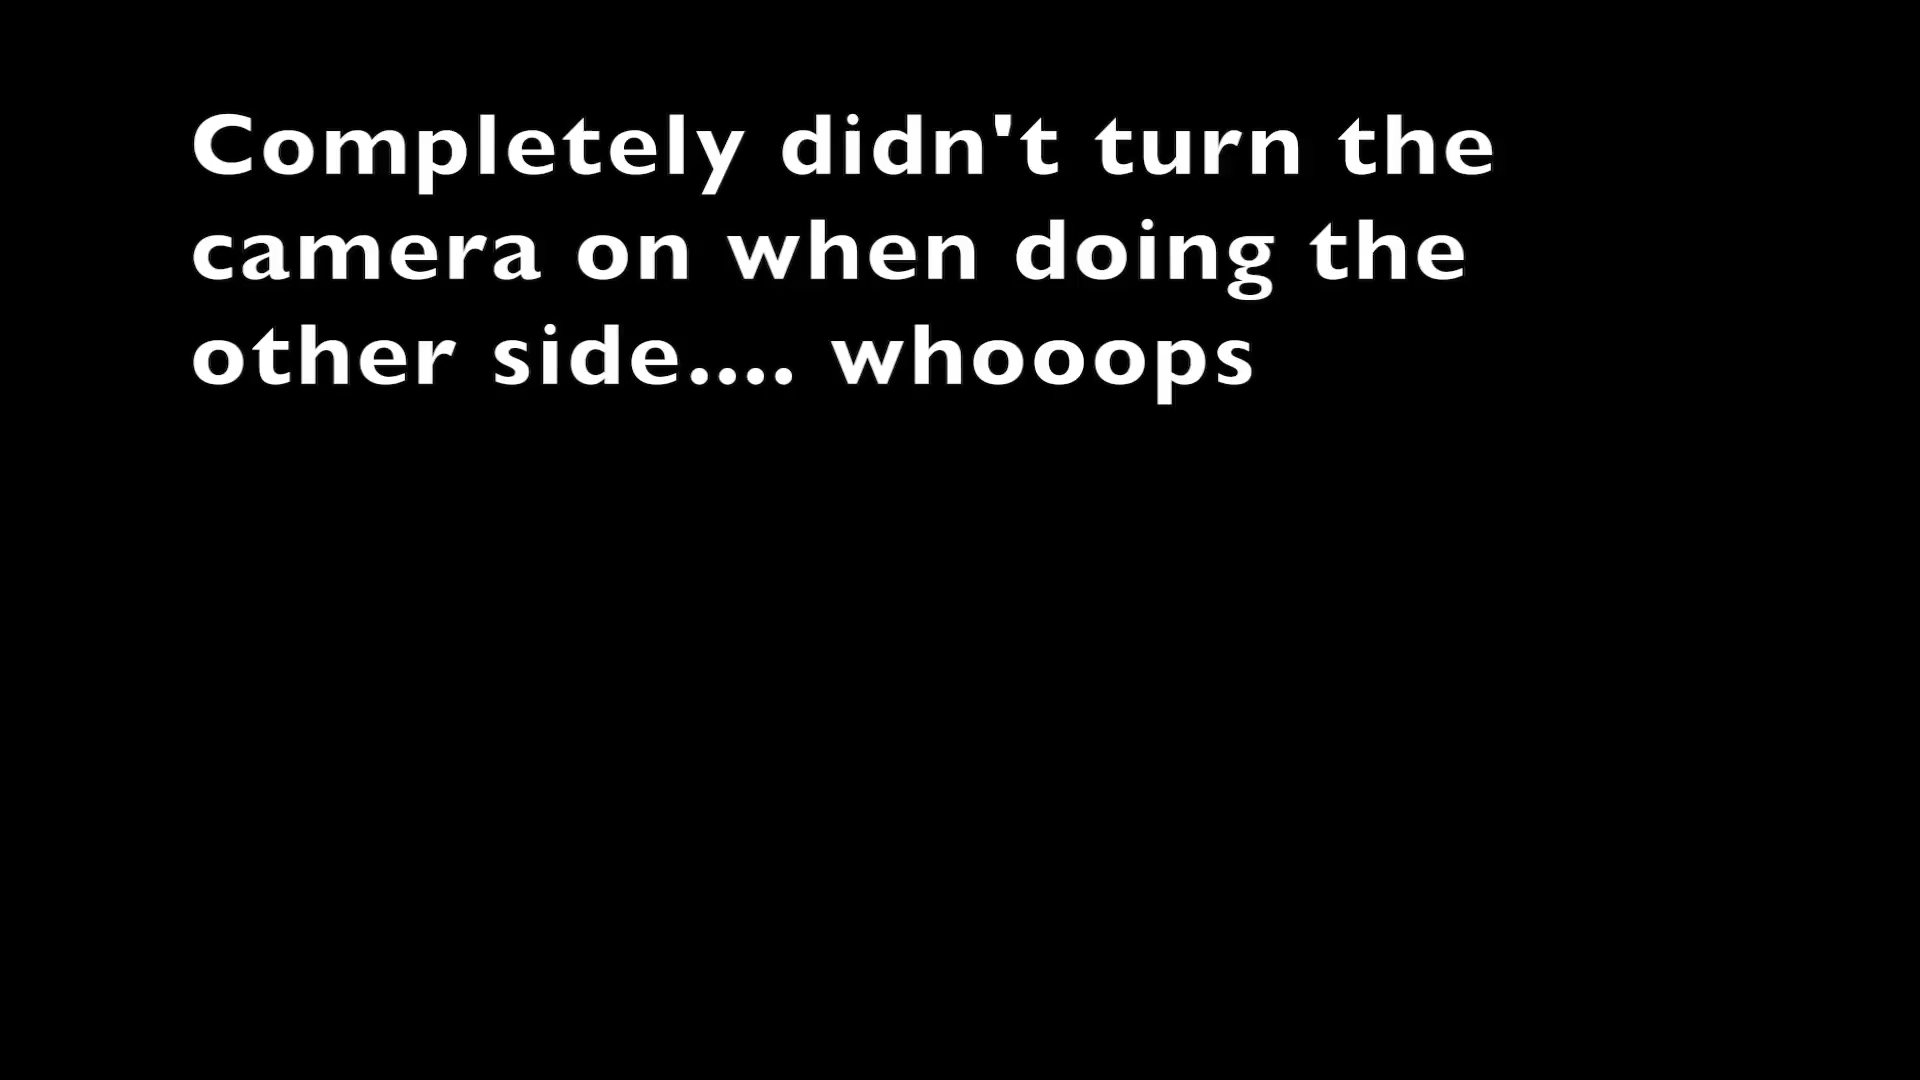 Completely didn't turn the
camera on when doing the
other side.... whooops